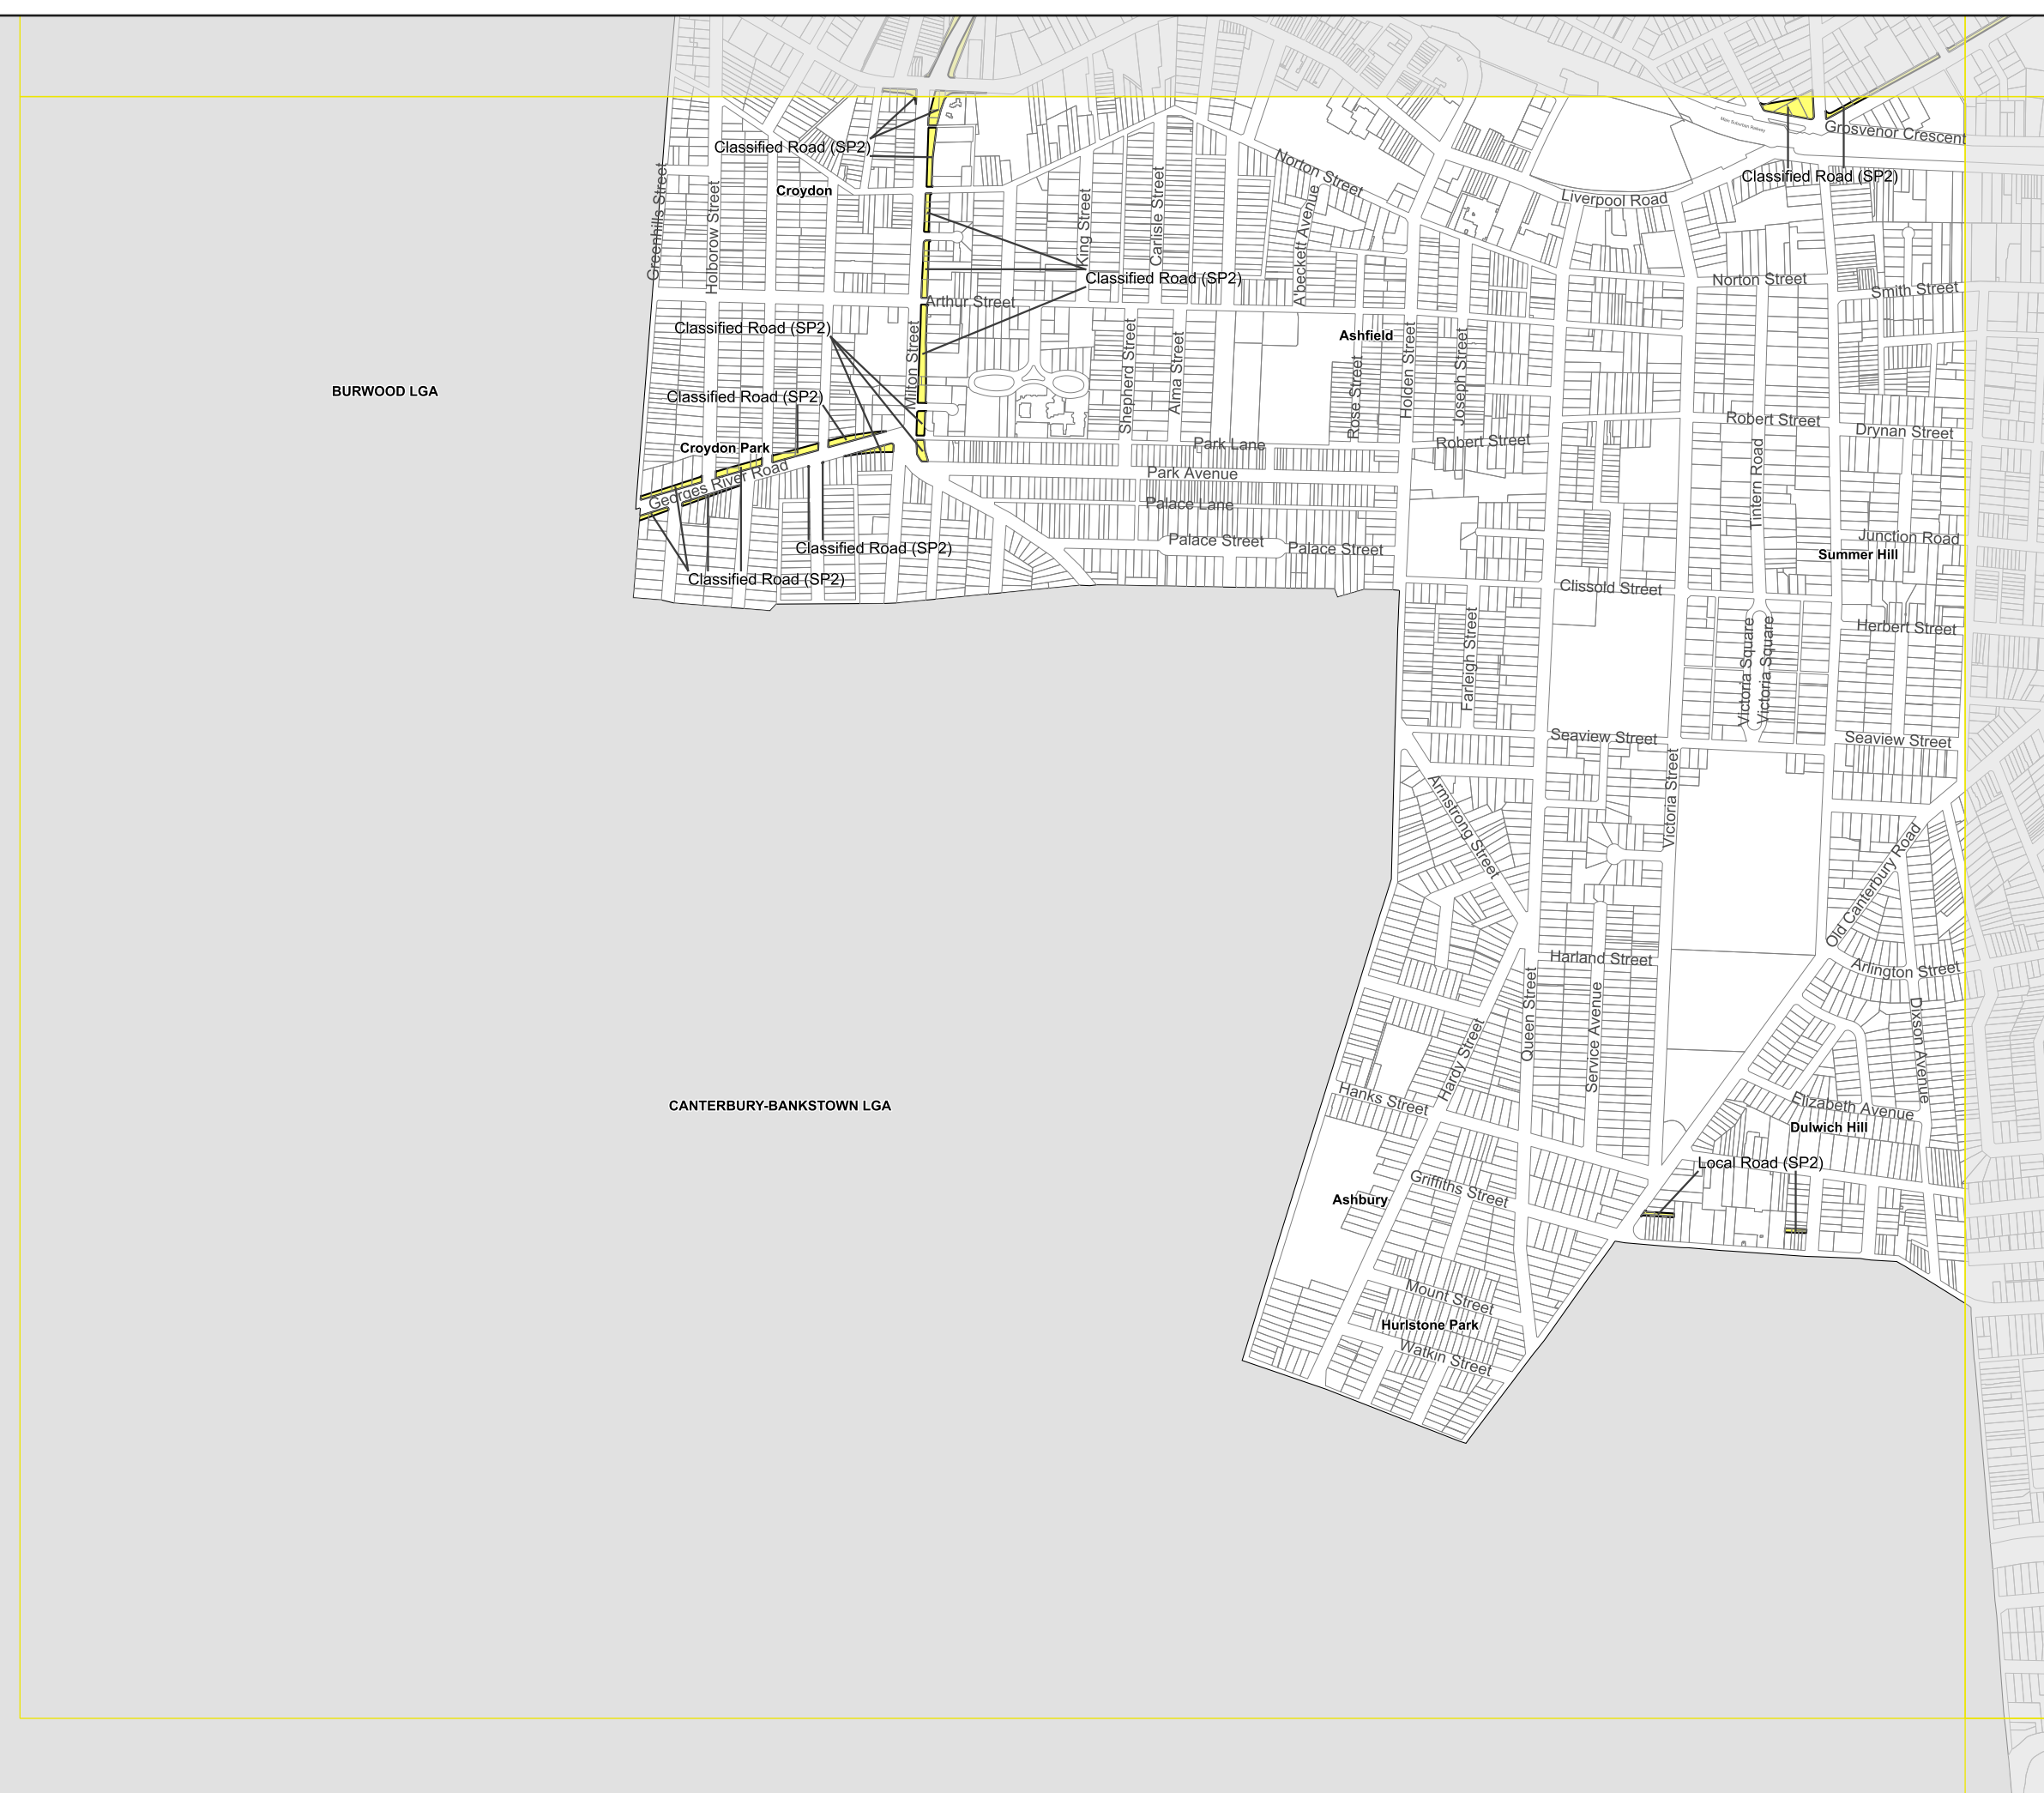 Main Suburban Railway
Grosvenor Crescent
Classified Road (SP2)
Classified Road (SP2)
Norton Street
Croydon
Greenhills Street
Holborow Street
King Street
Carlisle Street
A'beckett Avenue
Liverpool Road
Classified Road (SP2)
Norton Street
Smith Street
Arthur Street
Classified Road (SP2)
Milton Street
Shepherd Street
Alma Street
Ashfield
Rose Street
Holden Street
Joseph Street
BURWOOD LGA
Classified Road (SP2)
Robert Street
Drynan Street
Croydon Park
Georges River Road
Park Lane
Robert Street
Park Avenue
Tintern Road
Palace Lane
Classified Road (SP2)
Palace Street
Palace Street
Junction Road
Summer Hill
Classified Road (SP2)
Clissold Street
Herbert Street
Farleigh Street
Victoria Square
Victoria Square
Seaview Street
Seaview Street
Armstrong Street
Victoria Street
Old Canterbury Road
Harland Street
Arlington Street
Queen Street
Service Avenue
Hardy Street
Dixson Avenue
Hanks Street
CANTERBURY-BANKSTOWN LGA
Elizabeth Avenue
Dulwich Hill
Local Road (SP2)
Griffiths Street
Ashbury
Mount Street
Hurlstone Park
Watkin Street